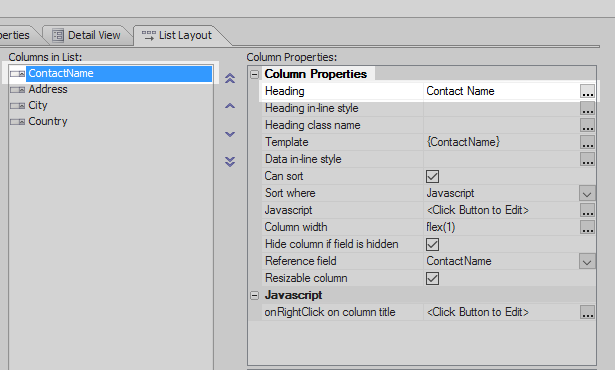 perties Detail View List Layout
Columns in List: Column Properties:
ContactName
Address
City
Country
Column Properties
Heading Contact Name ...
Heading in-line style ...
Heading class name ...
Template {ContactName} ...
Data in-line style ...
Can sort
Sort where Javascript
Javascript <Click Button to Edit> ...
Column width flex(1) ...
Hide column if field is hidden
Reference field ContactName
Resizable column
Javascript
onRightClick on column title <Click Button to Edit> ...